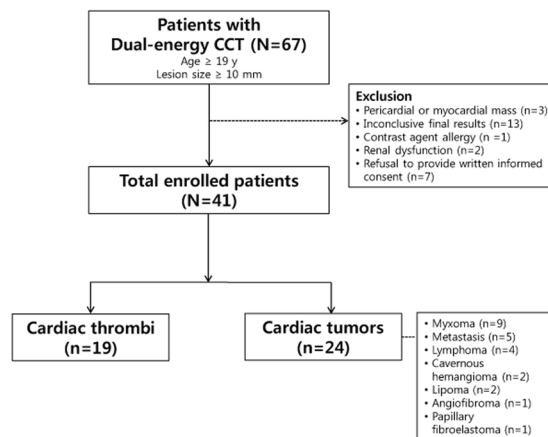 Patients with
Dual-energy CCT (N=67)
Age ≥ 19 y
Lesion size ≥ 10 mm
Exclusion
• Pericardial or myocardial mass (n=3)
• Inconclusive final results (n=13)
• Contrast agent allergy (n =1)
• Renal dysfunction (n=2)
• Refusal to provide written informed
consent (n=7)
Total enrolled patients
(N=41)
Cardiac thrombi
(n=19)
Cardiac tumors
(n=24)
• Myxoma (n=9)
• Metastasis (n=5)
• Lymphoma (n=4)
• Cavernous
hemangioma (n=2)
• Lipoma (n=2)
• Angiofibroma (n=1)
• Papillary
fibroelastoma (n=1)